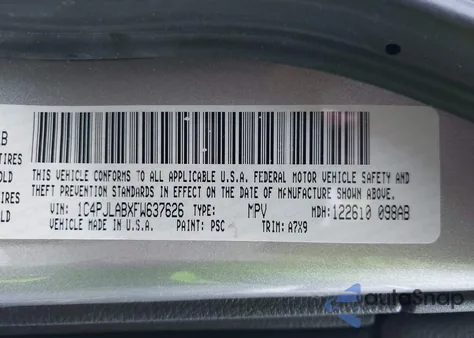 B
TIRES
TIRES
THIS VEHICLE CONFORMS TO ALL APPLICABLE U.S.A. FEDERAL MOTOR VEHICLE SAFETY AND
THEFT PREVENTION STANDARDS IN EFFECT ON THE DATE OF MANUFACTURE SHOWN ABOVE.
VIN: 1C4PJLABXFW637626 TYPE: MPV MDH: 122610 098AB
VEHICLE MADE IN U.S.A. PAINT: PSC TRIM: A7X9
autoSnap